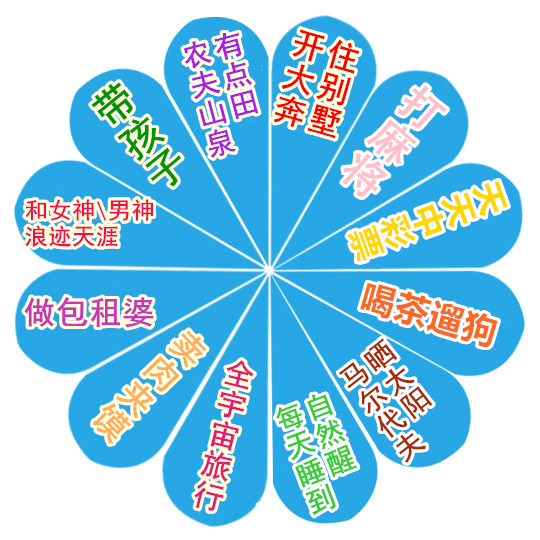 住别墅
开大奔
打麻将
天天中彩票
喝茶遛狗
晒太阳
马尔代夫
自然醒
每天睡到
全宇宙旅行
羡肉夹馍
做包租婆
和女神\男神
浪迹天涯
带孩子
有点田
农夫山泉